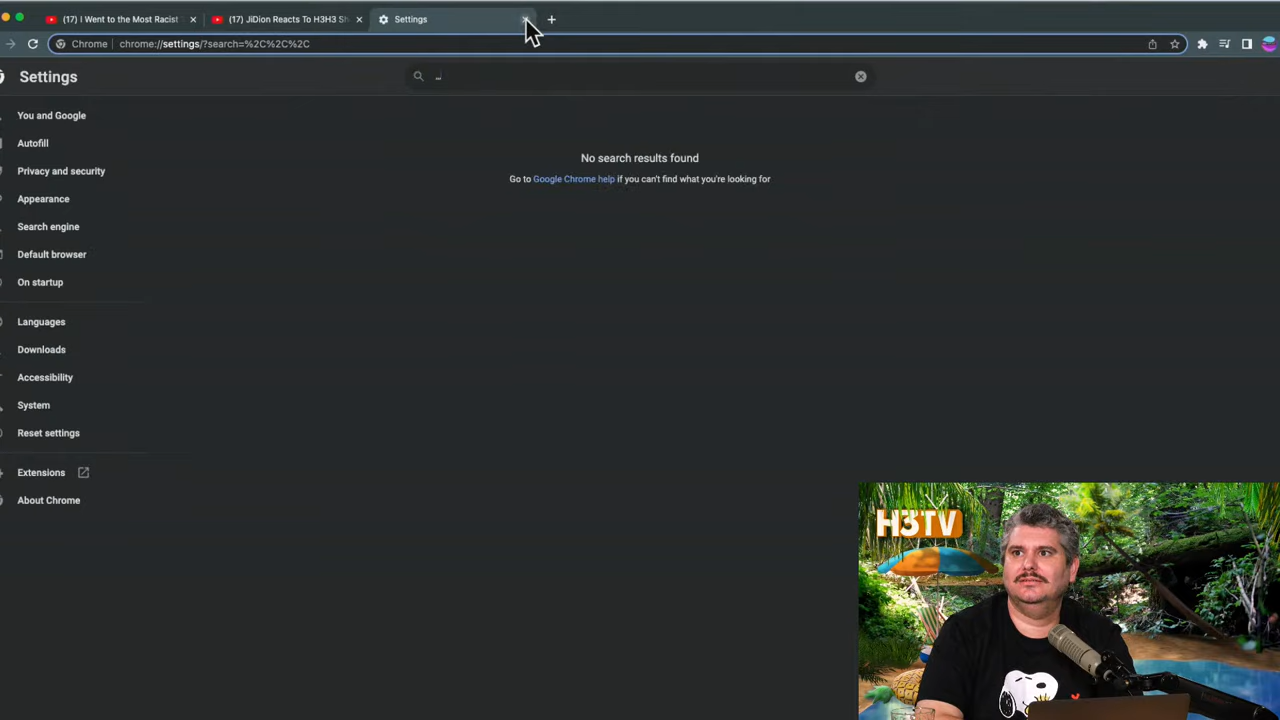 (17) I Went to the Most Racist
(17) JiDion Reacts To H3H3 Sh
Settings
Chrome
chrome://settings/?search=%2C%2C%2C
Settings
,,,
No search results found
Go to Google Chrome help if you can't find what you're looking for
You and Google
Autofill
Privacy and security
Appearance
Search engine
Default browser
On startup
Languages
Downloads
Accessibility
System
Reset settings
Extensions
About Chrome
H3TV